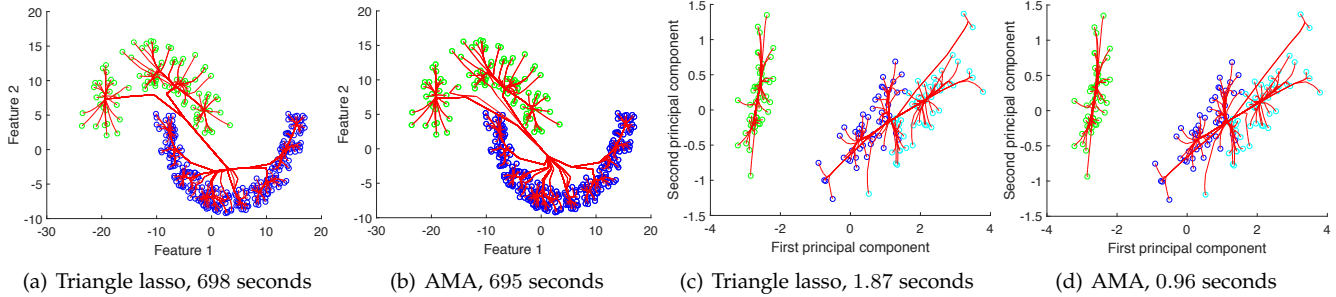 20
15
10
5
0
-5
-10
Feature 2
-30 -20 -10 0 10 20
Feature 1
(a) Triangle lasso, 698 seconds
20
15
10
5
0
-5
-10
Feature 2
-30 -20 -10 0 10 20
Feature 1
(b) AMA, 695 seconds
1.5
1
0.5
0
-0.5
-1
-1.5
Second principal component
-4 -2 0 2 4
First principal component
(c) Triangle lasso, 1.87 seconds
1.5
1
0.5
0
-0.5
-1
-1.5
Second principal component
-4 -2 0 2 4
First principal component
(d) AMA, 0.96 seconds